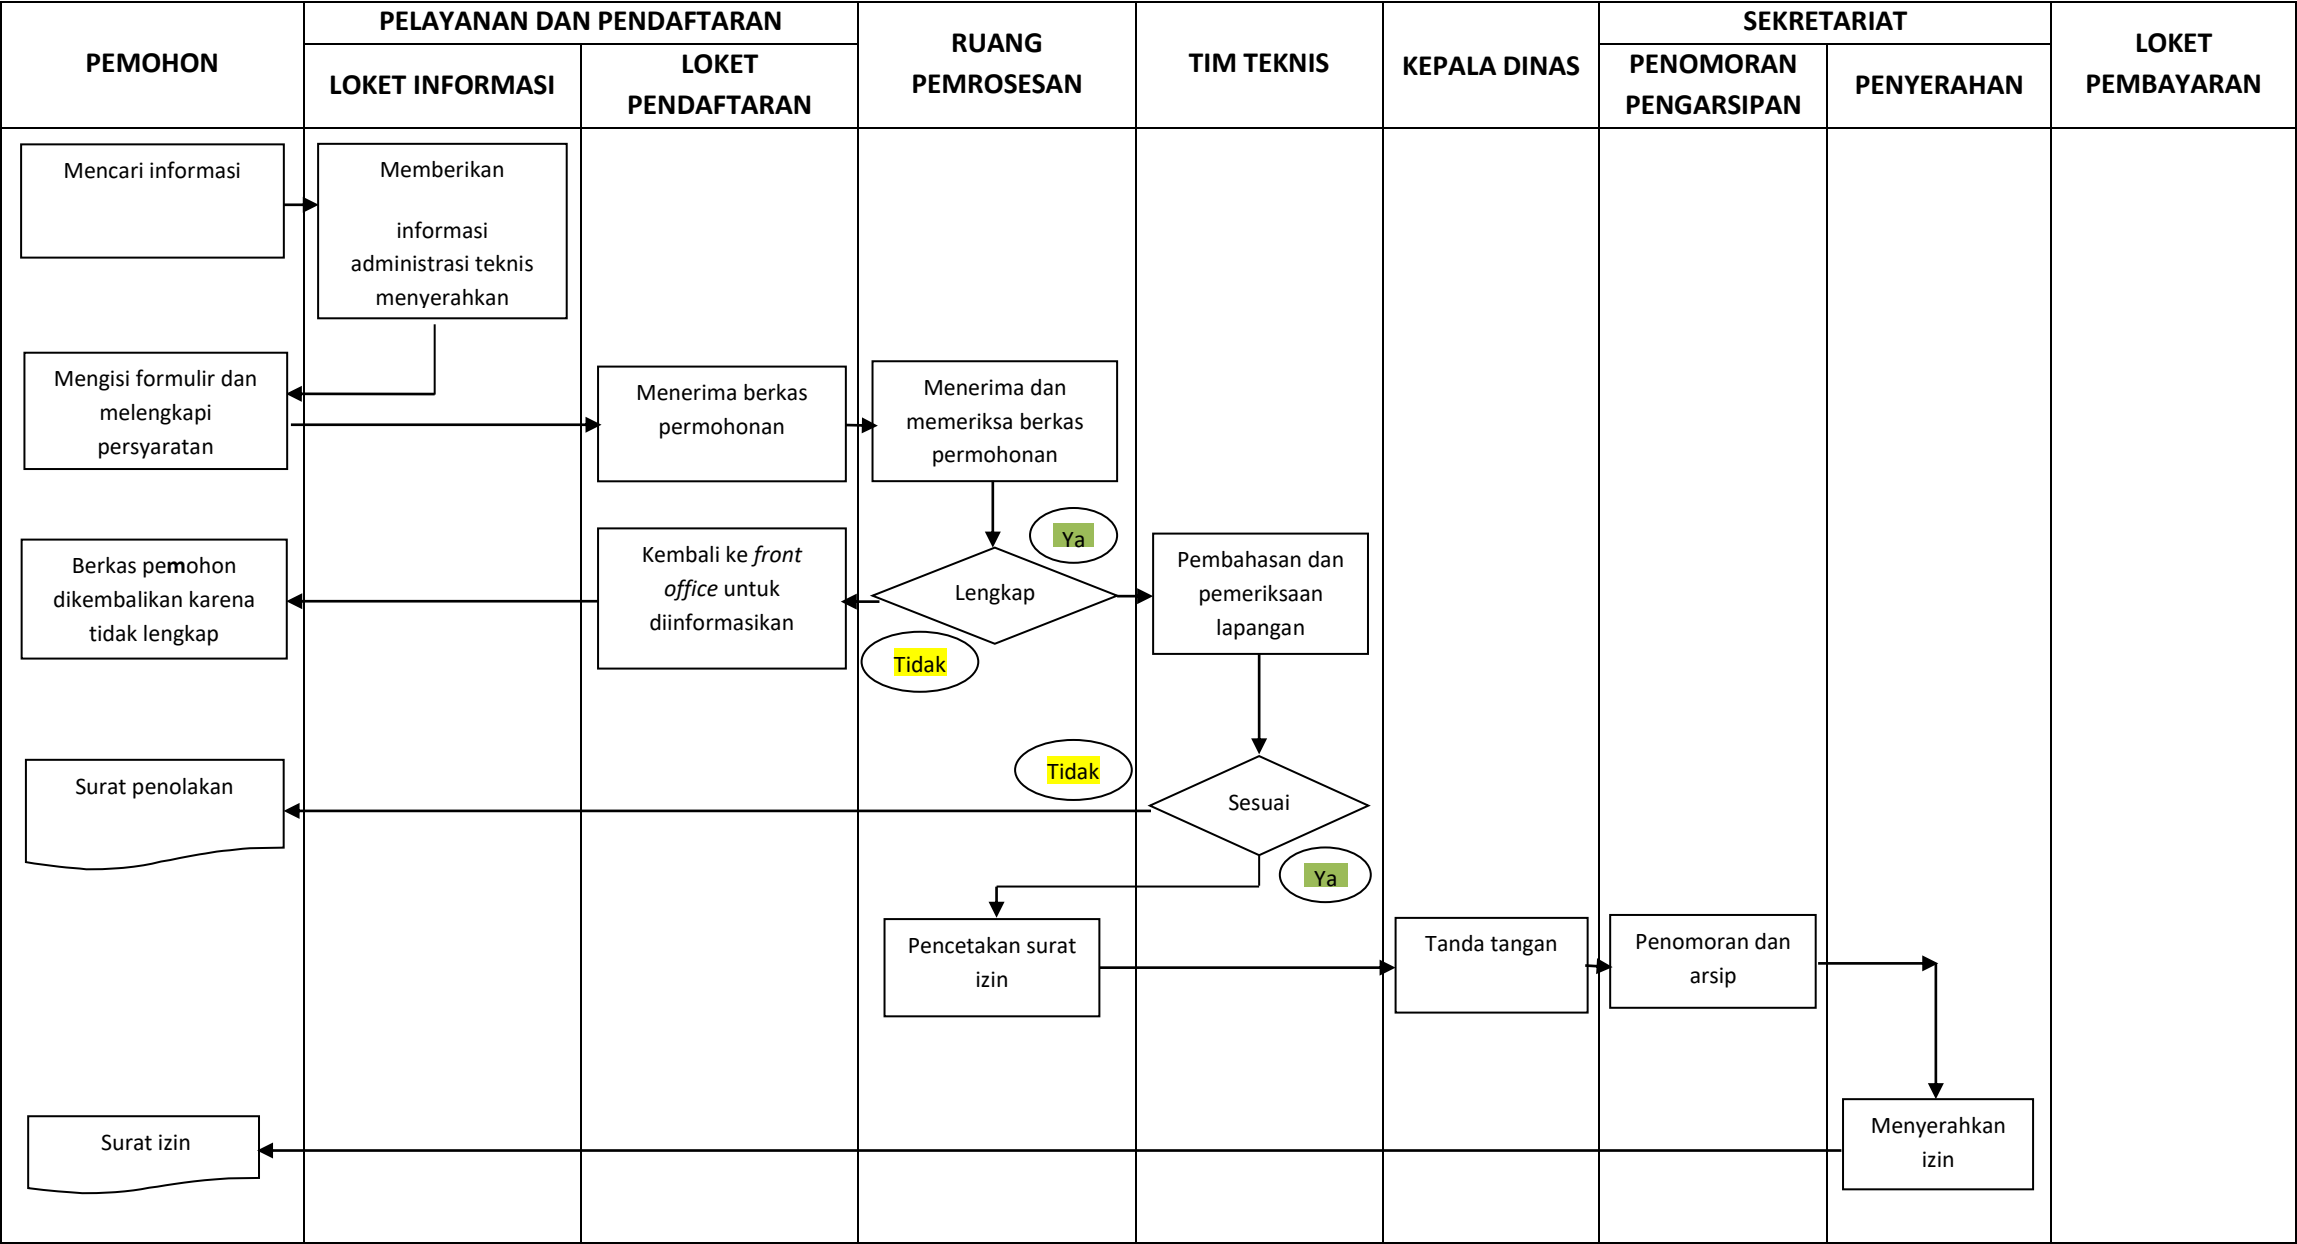 PEMOHON
PELAYANAN DAN PENDAFTARAN
LOKET INFORMASI
LOKET
PENDAFTARAN
RUANG
PEMROSESAN
TIM TEKNIS
KEPALA DINAS
SEKRETARIAT
PENOMORAN
PENGARSIPAN
PENYERAHAN
LOKET
PEMBAYARAN
Mencari informasi
Memberikan
informasi
administrasi teknis
menyerahkan
Mengisi formulir dan
melengkapi
persyaratan
Menerima berkas
permohonan
Menerima dan
memeriksa berkas
permohonan
Berkas pemohon
dikembalikan karena
tidak lengkap
Kembali ke front
office untuk
diinformasikan
Lengkap
Ya
Tidak
Pembahasan dan
pemeriksaan
lapangan
Surat penolakan
Tidak
Sesuai
Ya
Pencetakan surat
izin
Tanda tangan
Penomoran dan
arsip
Surat izin
Menyerahkan
izin